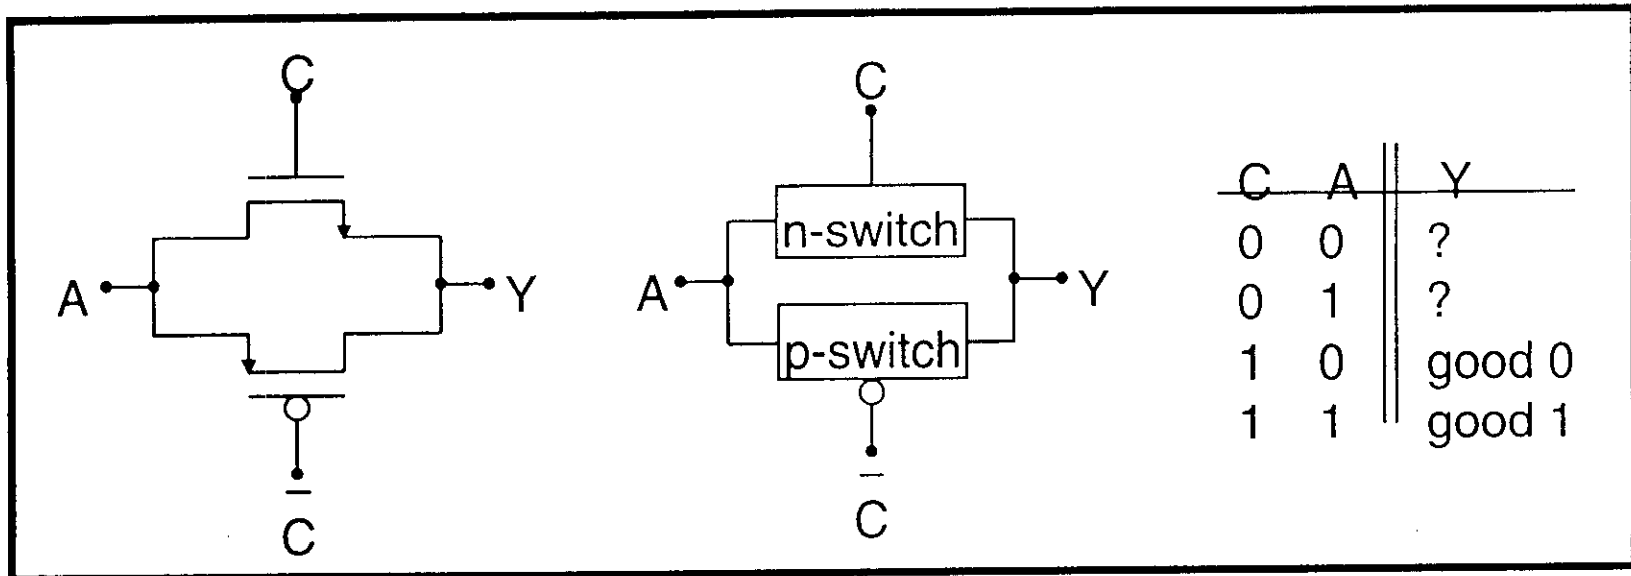 C
A
Y
C̅
C
n-switch
A
Y
p-switch
C̅
C A Y
0 0 ?
0 1 ?
1 0 good 0
1 1 good 1